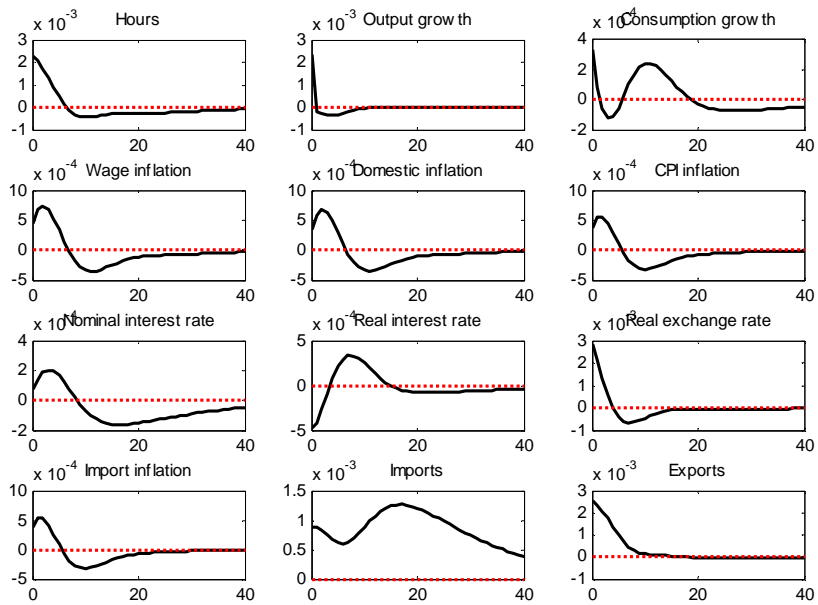 x 10^-3 Hours
3
2
1
0
-1
0 20 40
Output growth
3
2
1
0
-1
0 20 40
x 10^-4 Consumption growth
4
2
0
-2
0 20 40
x 10^-4 Wage inflation
10
5
0
-5
0 20 40
x 10^-4 Domestic inflation
10
5
0
-5
0 20 40
x 10^-4 CPI inflation
10
5
0
-5
0 20 40
x 10^-4 Nominal interest rate
4
2
0
-2
0 20 40
x 10^-4 Real interest rate
5
0
-5
0 20 40
x 10^-3 Real exchange rate
3
2
1
0
-1
0 20 40
x 10^-4 Import inflation
10
5
0
-5
0 20 40
x 10^-3 Imports
1.5
1
0.5
0
0 20 40
x 10^-3 Exports
3
2
1
0
-1
0 20 40